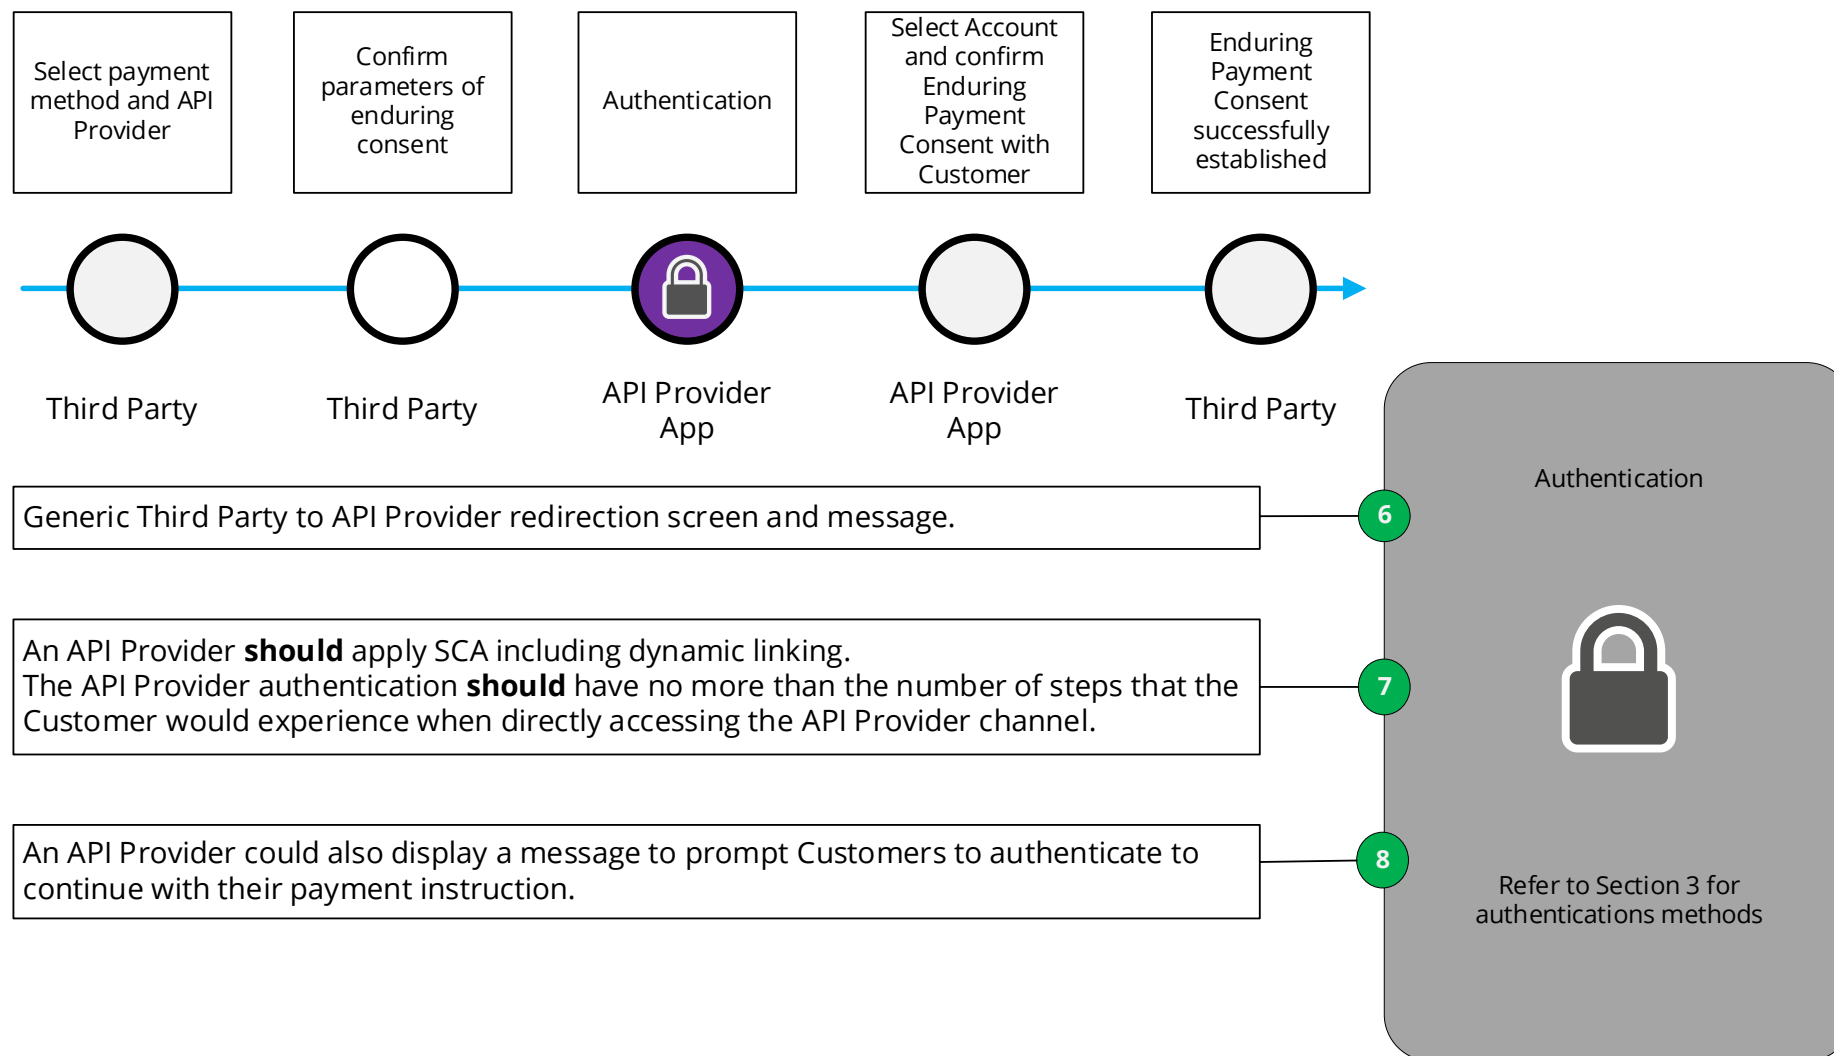 Select payment
method and API
Provider
Confirm
parameters of
enduring
consent
Authentication
Select Account
and confirm
Enduring
Payment
Consent with
Customer
Enduring
Payment
Consent
successfully
established
Third Party
Third Party
API Provider
App
API Provider
App
Third Party
Authentication
Generic Third Party to API Provider redirection screen and message.
6
An API Provider should apply SCA including dynamic linking.
The API Provider authentication should have no more than the number of steps that the
Customer would experience when directly accessing the API Provider channel.
7
An API Provider could also display a message to prompt Customers to authenticate to
continue with their payment instruction.
8
Refer to Section 3 for
authentications methods